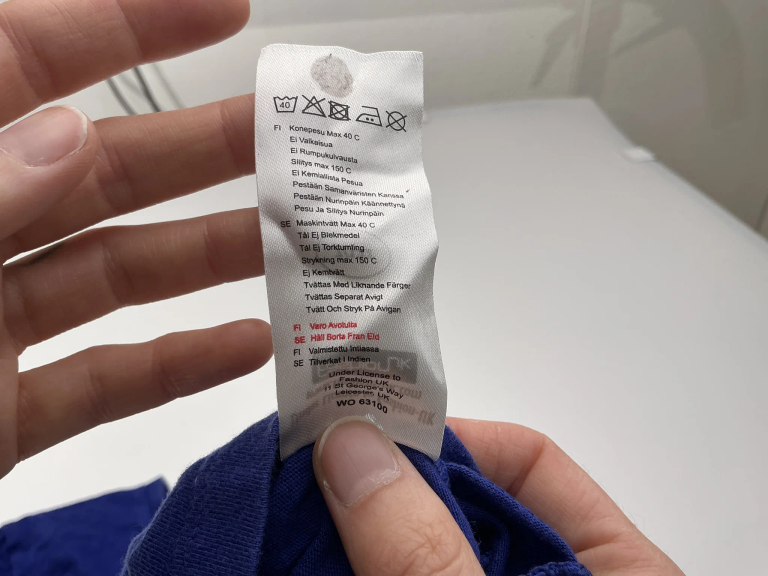 40
FI Konepesu Max 40 C
Ei Valkaisua
Ei Rumpukuivausta
Silitys max 150 C
Ei Kemiallista Pesua
Pestään Samanväristen Kanssa
Pestään Nurinpäin Käännettynä
Pesu Ja Silitys Nurinpäin
SE Maskintvätt Max 40 C
Tål Ej Blekmedel
Tål Ej Torktumling
Strykning max 150 C
Ej Kemtvätt
Tvättas Med Liknande Färger
Tvättas Separat Avigt
Tvätt Och Stryk På Avigan
FI Varo Avotulta
SE Håll Borta Fran Eld
FI Valmistettu Intiassa
SE Tilverkat I Indien
Under License to
Fashion UK
11 St George's Way
Leicester UK
WO 63100